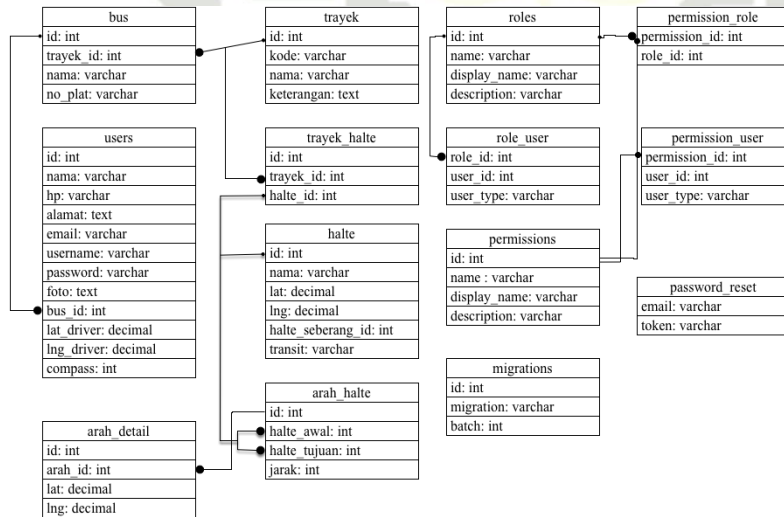 bus
id: int
trayek_id: int
nama: varchar
no_plat: varchar
trayek
id: int
kode: varchar
nama: varchar
keterangan: text
roles
id: int
name: varchar
display_name: varchar
description: varchar
permission_role
permission_id: int
role_id: int
users
id: int
nama: varchar
hp: varchar
alamat: text
email: varchar
username: varchar
password: varchar
foto: text
bus_id: int
lat_driver: decimal
lng_driver: decimal
compass: int
trayek_halte
id: int
trayek_id: int
halte_id: int
role_user
role_id: int
user_id: int
user_type: varchar
permission_user
permission_id: int
user_id: int
user_type: varchar
halte
id: int
nama: varchar
lat: decimal
lng: decimal
halte_seberang_id: int
transit: varchar
permissions
id: int
name : varchar
display_name: varchar
description: varchar
password_reset
email: varchar
token: varchar
arah_detail
id: int
arah_id: int
lat: decimal
lng: decimal
arah_halte
id: int
halte_awal: int
halte_tujuan: int
jarak: int
migrations
id: int
migration: varchar
batch: int